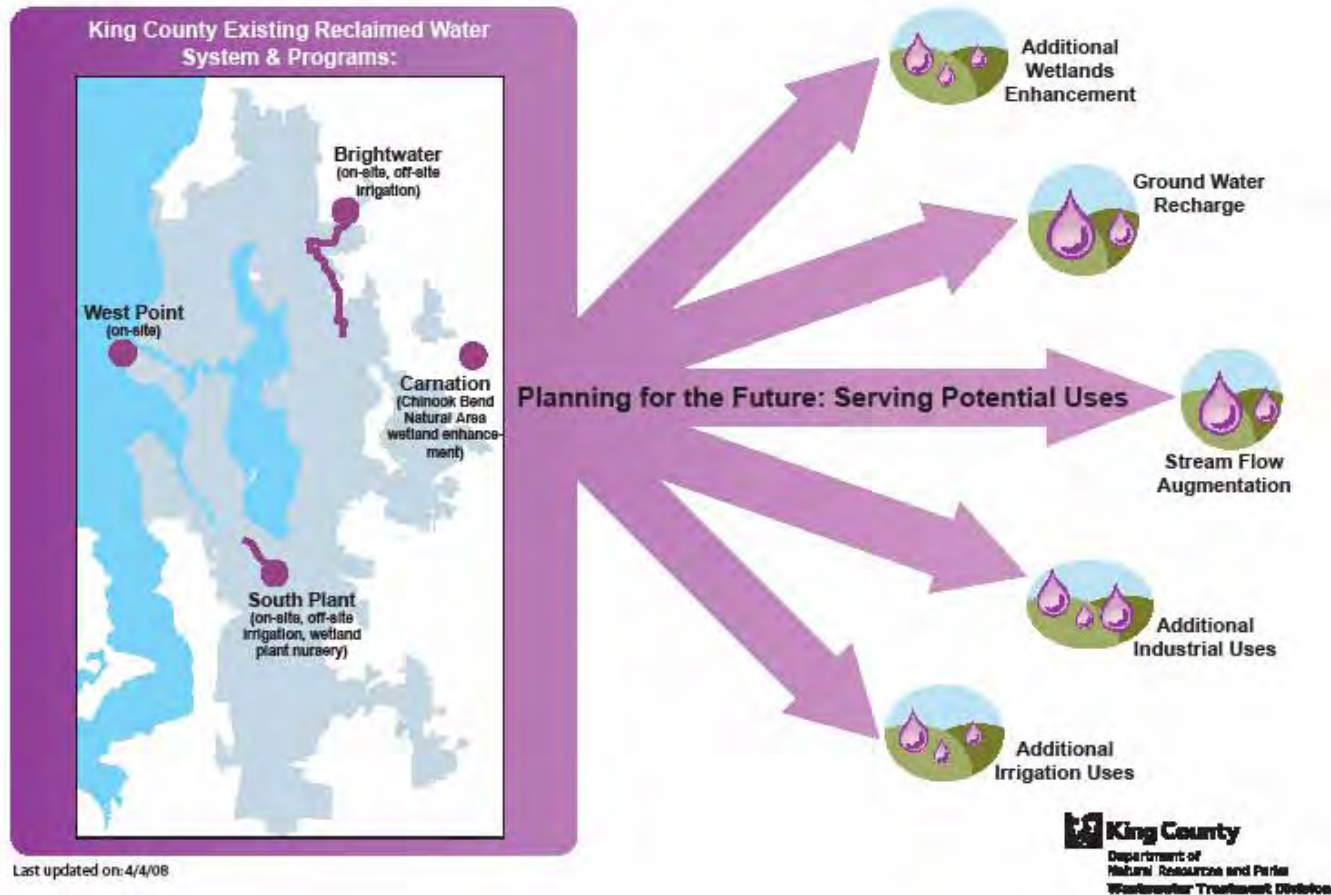 King County Existing Reclaimed Water
System & Programs:
Brightwater
(on-site, off-site
irrigation)
West Point
(on-site)
Carnation
(Chinook Bend
Natural Area
wetland enhance-
ment)
South Plant
(on-site, off-site
irrigation, wetland
plant nursery)
Planning for the Future: Serving Potential Uses
Additional
Wetlands
Enhancement
Ground Water
Recharge
Stream Flow
Augmentation
Additional
Industrial Uses
Additional
Irrigation Uses
Last updated on: 4/4/08
King County
Department of
Natural Resources and Parks
Wastewater Treatment Division